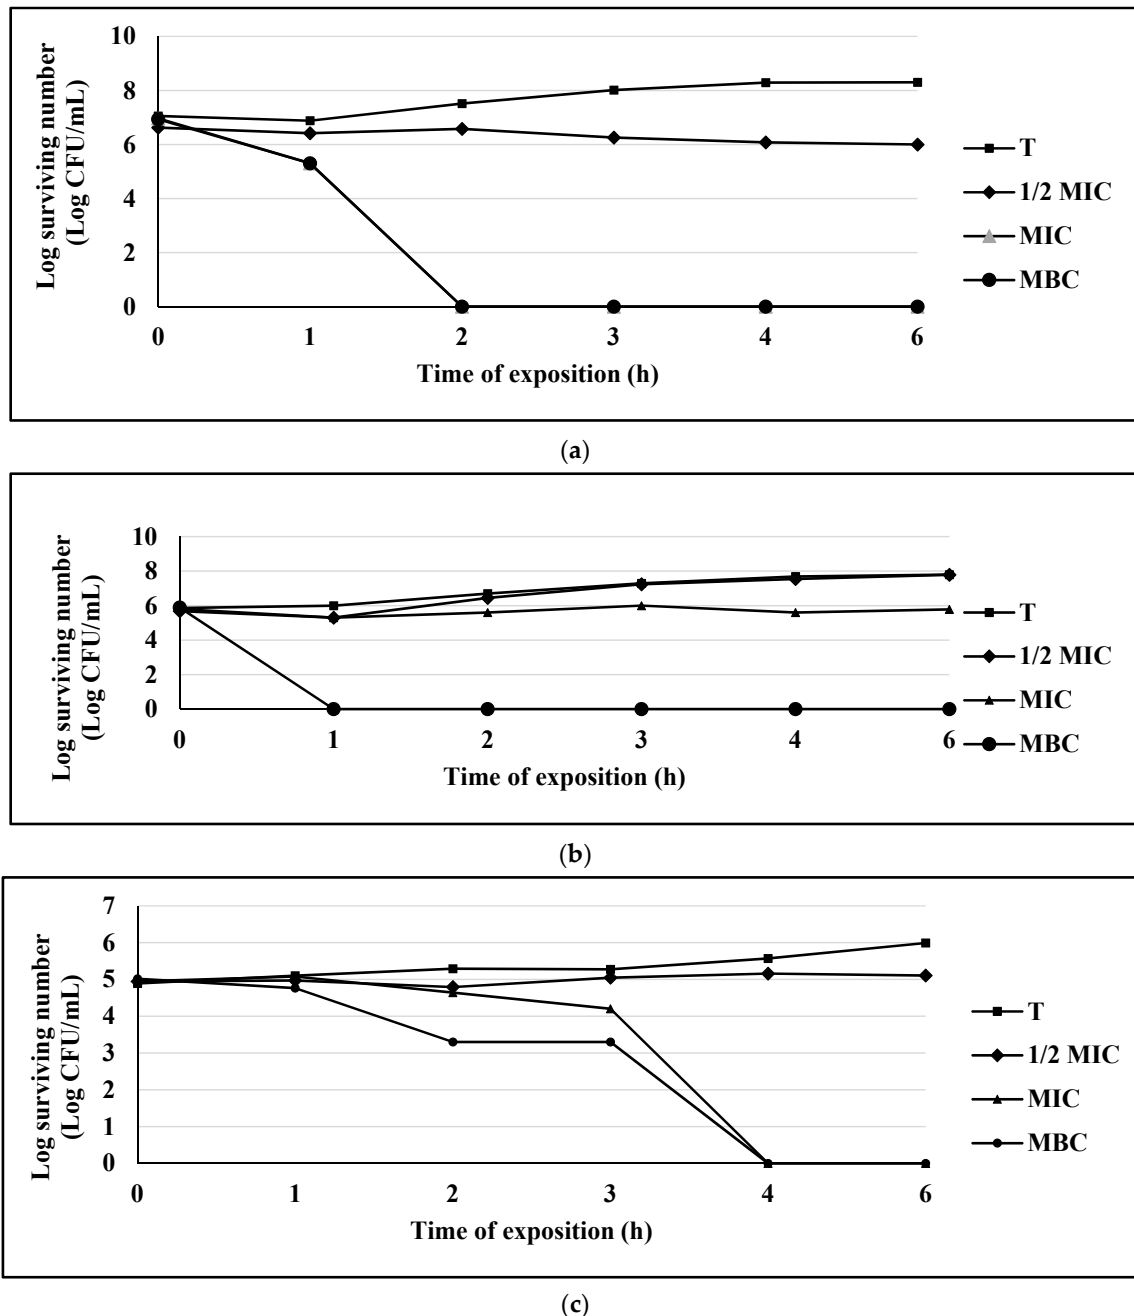 10
8
6
4
2
0
0 1 2 3 4 6
Log surviving number
(Log CFU/mL)
Time of exposition (h)
T
1/2 MIC
MIC
MBC
(a)
10
8
6
4
2
0
0 1 2 3 4 6
Log surviving number
(Log CFU/mL)
Time of exposition (h)
T
1/2 MIC
MIC
MBC
(b)
7
6
5
4
3
2
1
0
0 1 2 3 4 6
Log surviving number
(Log CFU/mL)
Time of exposition (h)
T
1/2 MIC
MIC
MBC
(c)